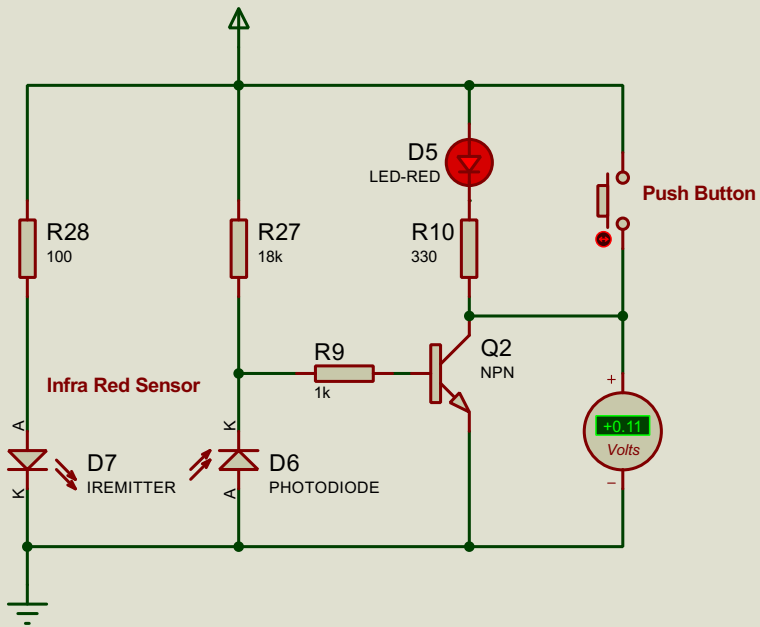 D5
LED-RED
Push Button
R28
100
R27
18k
R10
330
R9
1k
Q2
NPN
Infra Red Sensor
+
+0.11
Volts
−
A
K
D7
IREMITTER
K
A
D6
PHOTODIODE